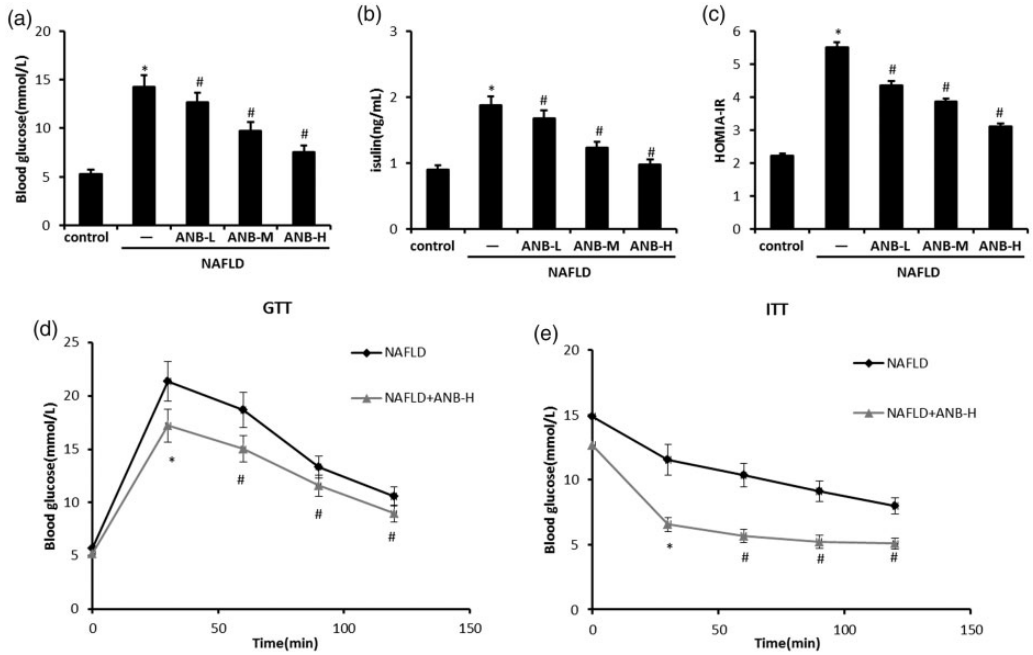 (a)
Blood glucose(mmol/L)
20
15
10
5
0
*
#
#
#
control — ANB-L ANB-M ANB-H
NAFLD
(b)
isulin(ng/mL)
3
2
1
0
*
#
#
#
control — ANB-L ANB-M ANB-H
NAFLD
(c)
HOMIA-IR
6
5
4
3
2
1
0
*
#
#
#
control — ANB-L ANB-M ANB-H
NAFLD
(d)
GTT
Blood glucose(mmol/L)
25
20
15
10
5
0
NAFLD
NAFLD+ANB-H
*
#
#
#
0 50 100 150
Time(min)
(e)
ITT
Blood glucose(mmol/L)
20
15
10
5
0
NAFLD
NAFLD+ANB-H
*
#
#
#
0 50 100 150
Time(min)